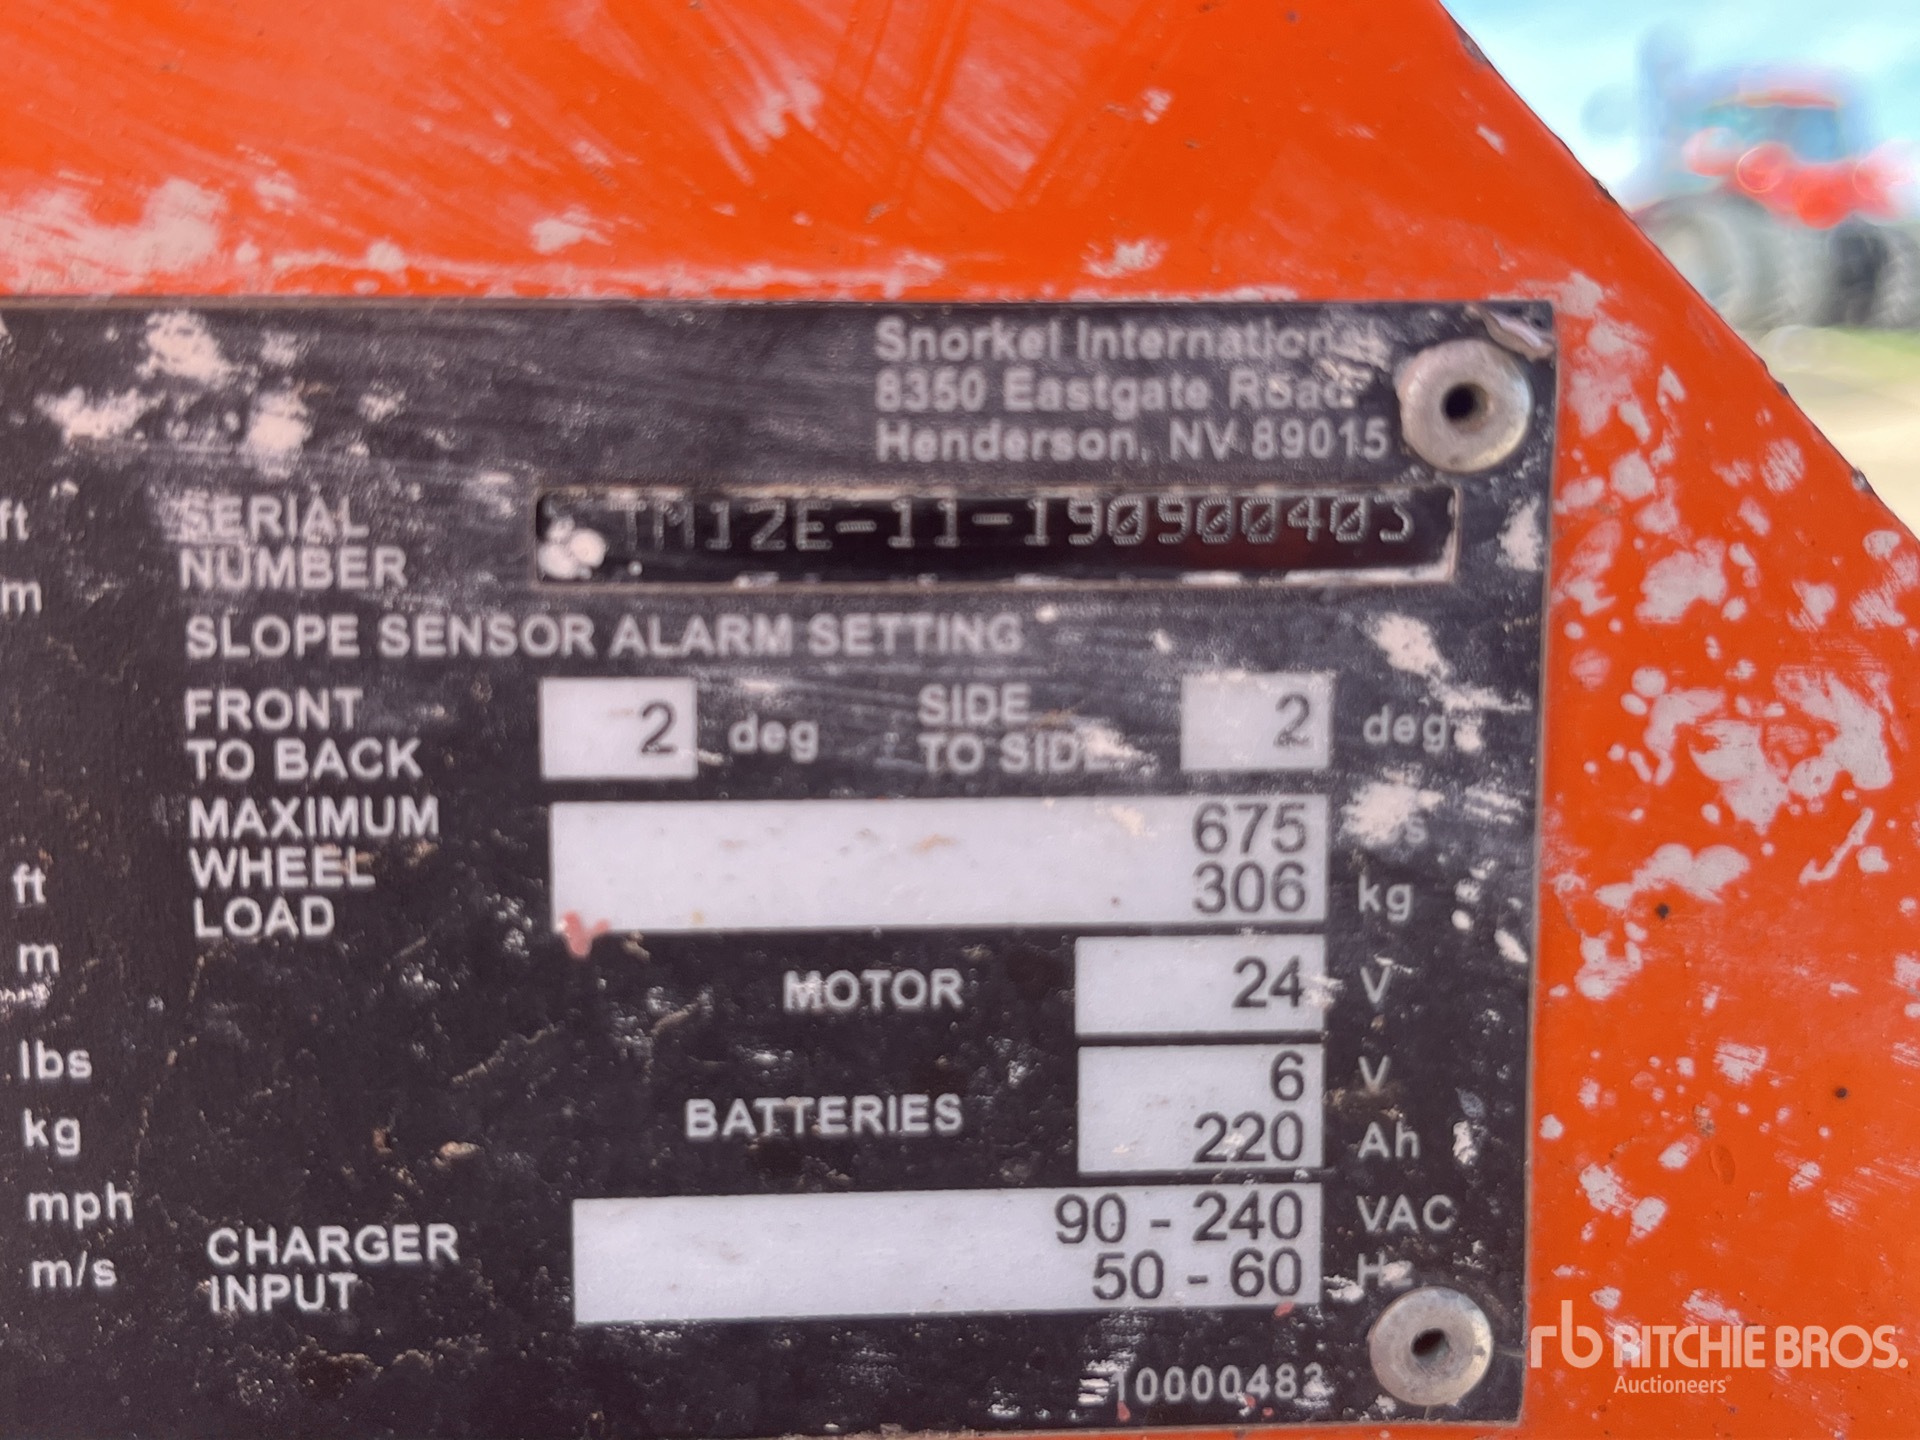 Snorkel International
8350 Eastgate Road
Henderson, NV 89015
SERIAL
NUMBER
TM12E-11-190900403
SLOPE SENSOR ALARM SETTING
FRONT
TO BACK
2 deg
SIDE
TO SIDE
2 deg
MAXIMUM
WHEEL
LOAD
675
306 kg
MOTOR 24 V
BATTERIES
6 V
220 Ah
CHARGER
INPUT
90 - 240 VAC
50 - 60 Hz
10000482
ft
m
ft
m
lbs
kg
mph
m/s
rb RITCHIE BROS.
Auctioneers